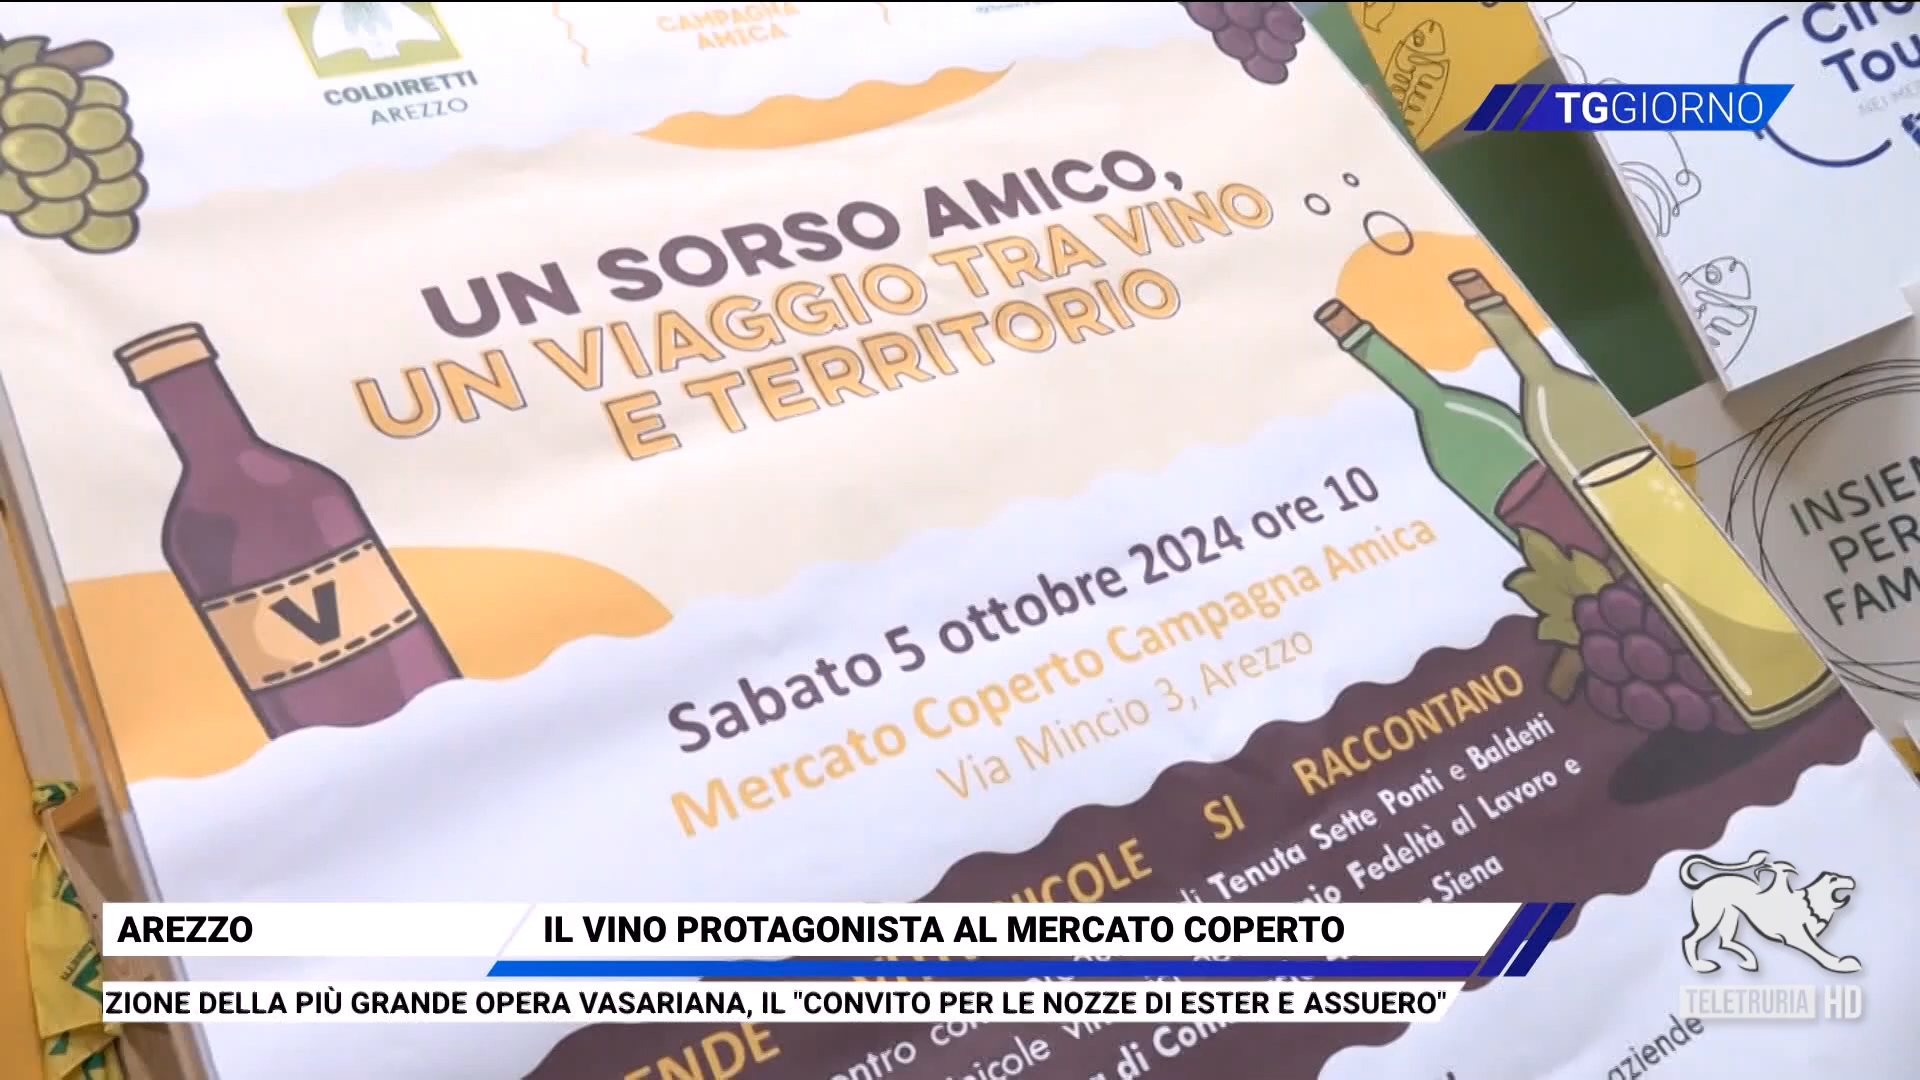 COLDIRETTI
AREZZO
CAMPAGNA
AMICA
UN SORSO AMICO,
UN VIAGGIO TRA VINO
E TERRITORIO
V
Sabato 5 ottobre 2024 ore 10
Mercato Coperto Campagna Amica
Via Mincio 3, Arezzo
SI RACCONTANO
Tenuta Sette Ponti e Baldetti
Fedeltà al Lavoro e
Siena
aziende
INSIE
PER
FAM
TGGIORNO
AREZZO
IL VINO PROTAGONISTA AL MERCATO COPERTO
ZIONE DELLA PIÙ GRANDE OPERA VASARIANA, IL "CONVITO PER LE NOZZE DI ESTER E ASSUERO"
TELETRURIA HD